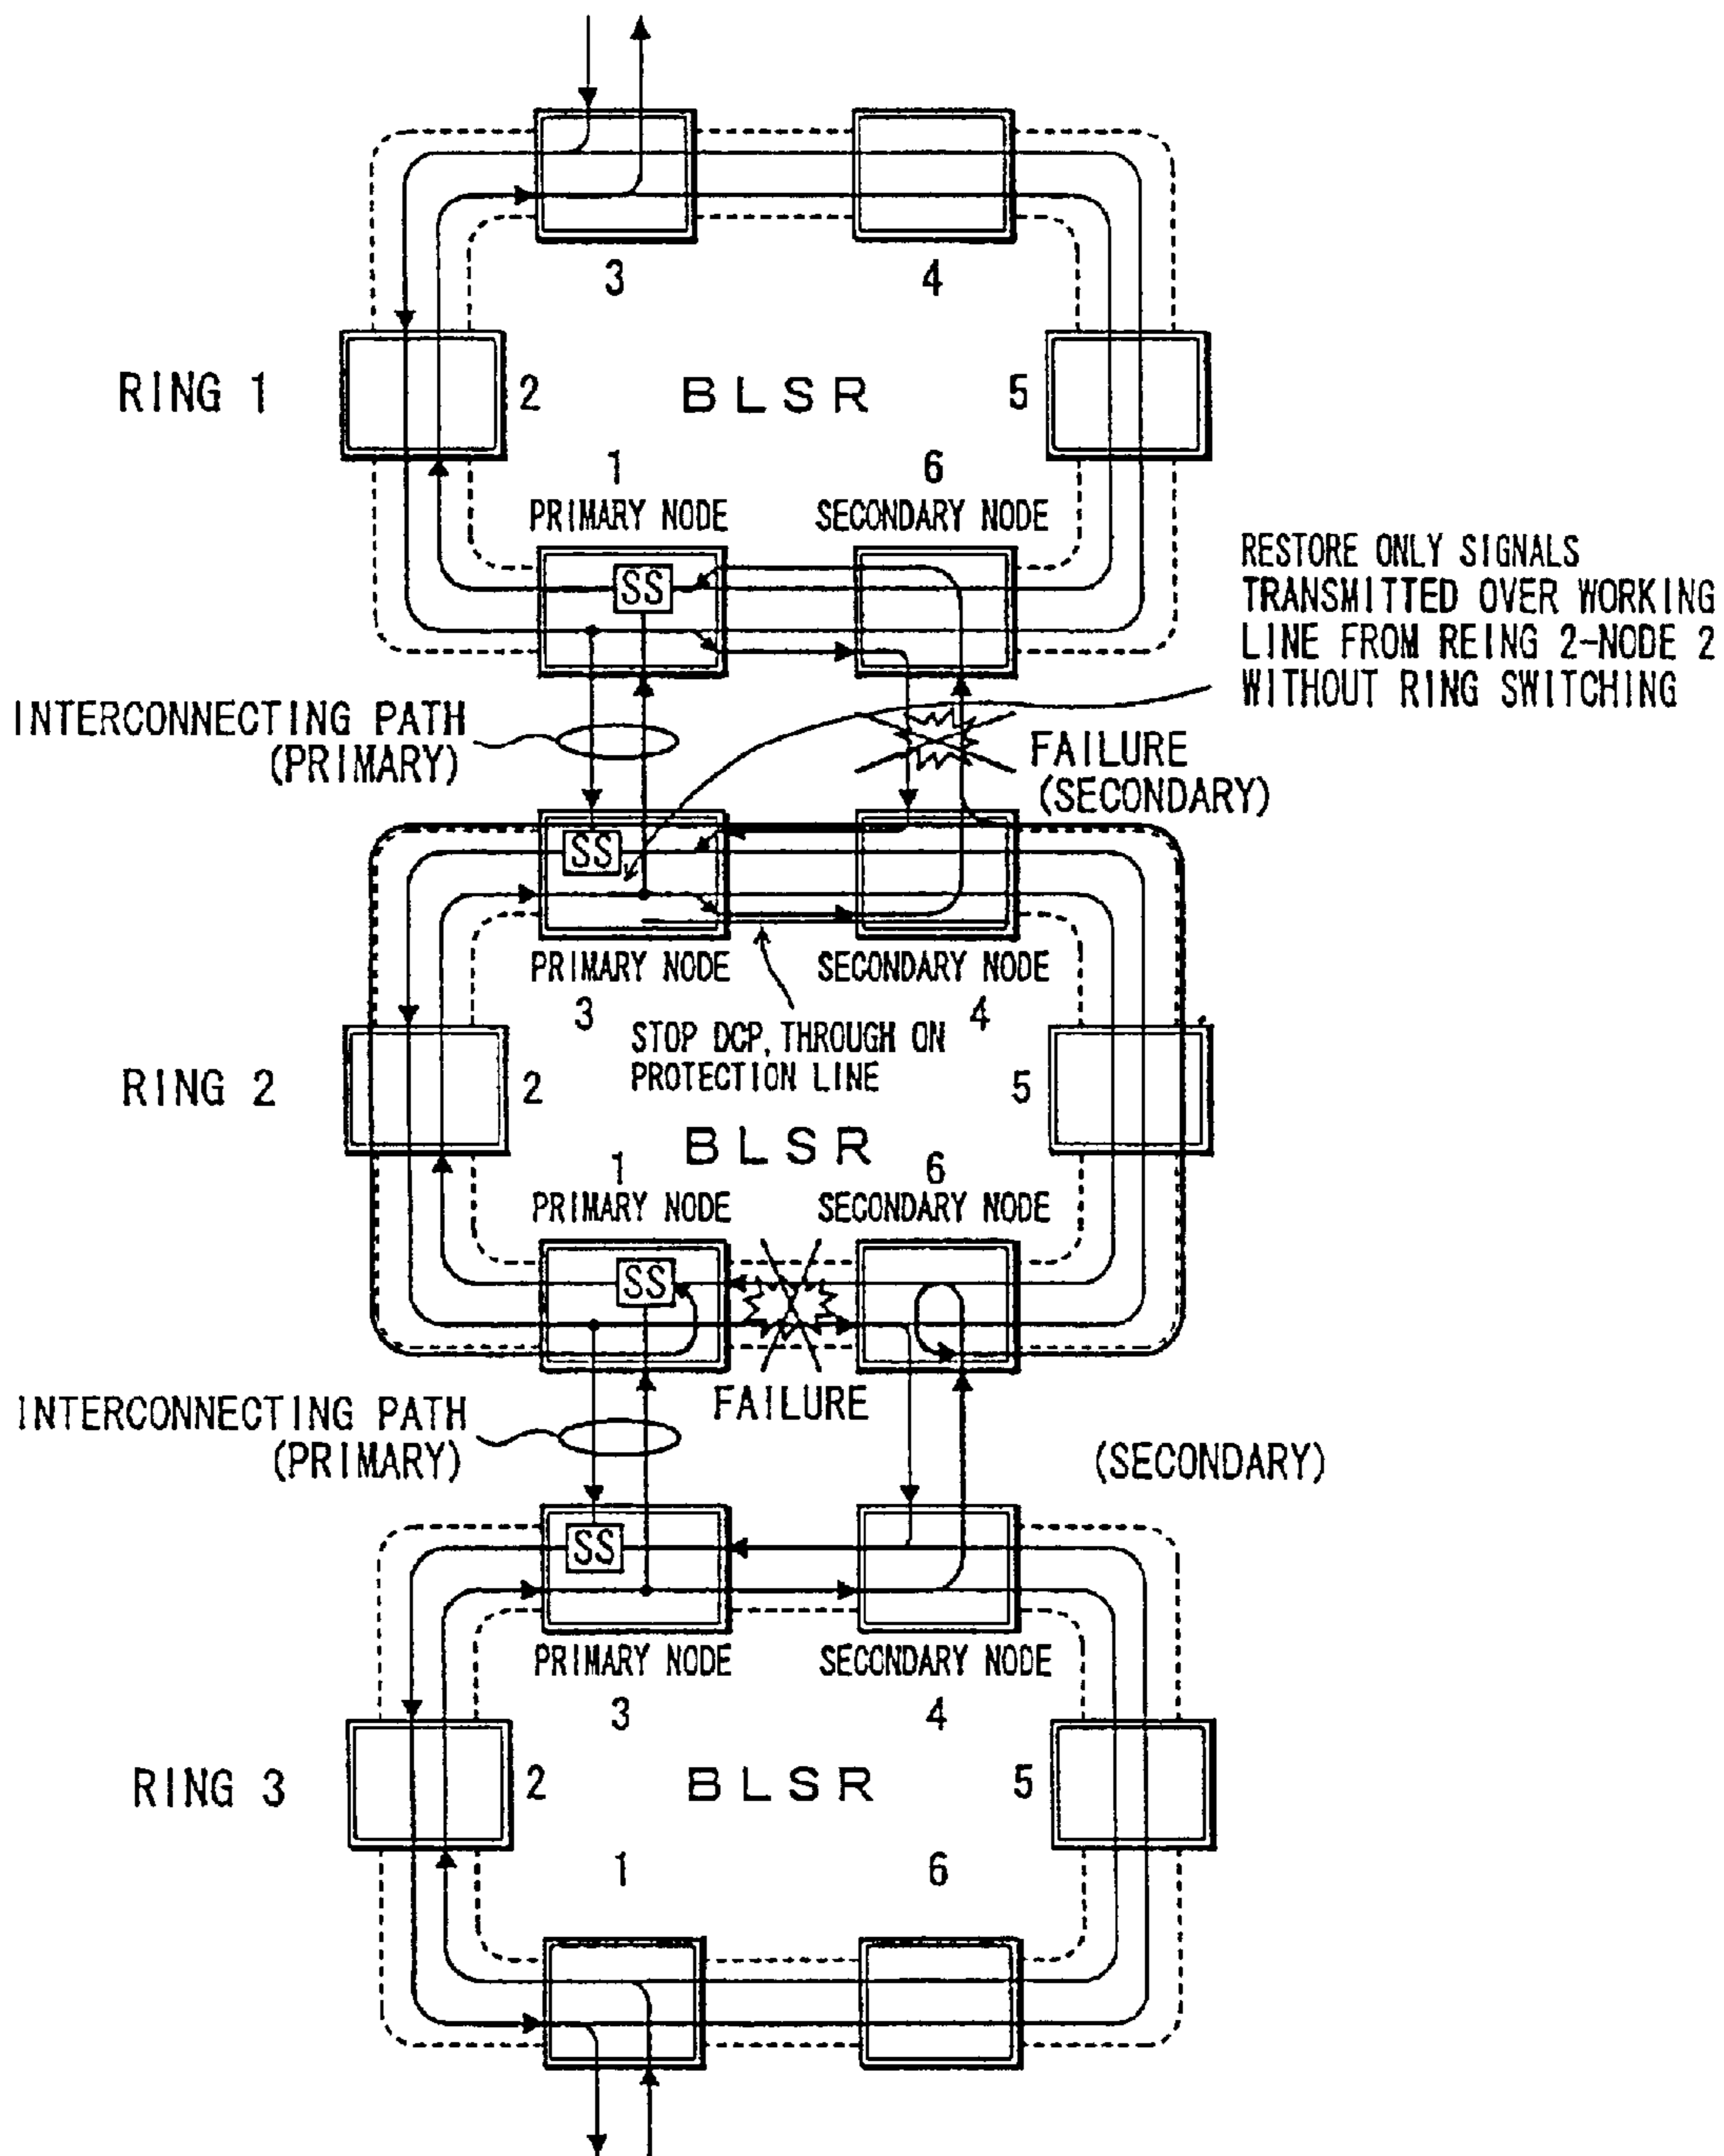 3
4
RING 1
2
BLSR
5
1
6
PRIMARY NODE
SECONDARY NODE
SS
RESTORE ONLY SIGNALS
TRANSMITTED OVER WORKING
LINE FROM REING 2-NODE 2
WITHOUT RING SWITCHING
INTERCONNECTING PATH
(PRIMARY)
FAILURE
(SECONDARY)
SS
PRIMARY NODE
SECONDARY NODE
3
4
STOP DCP, THROUGH ON
PROTECTION LINE
RING 2
2
5
BLSR
1
6
PRIMARY NODE
SECONDARY NODE
SS
FAILURE
INTERCONNECTING PATH
(PRIMARY)
(SECONDARY)
SS
PRIMARY NODE
SECONDARY NODE
3
4
RING 3
2
BLSR
5
1
6